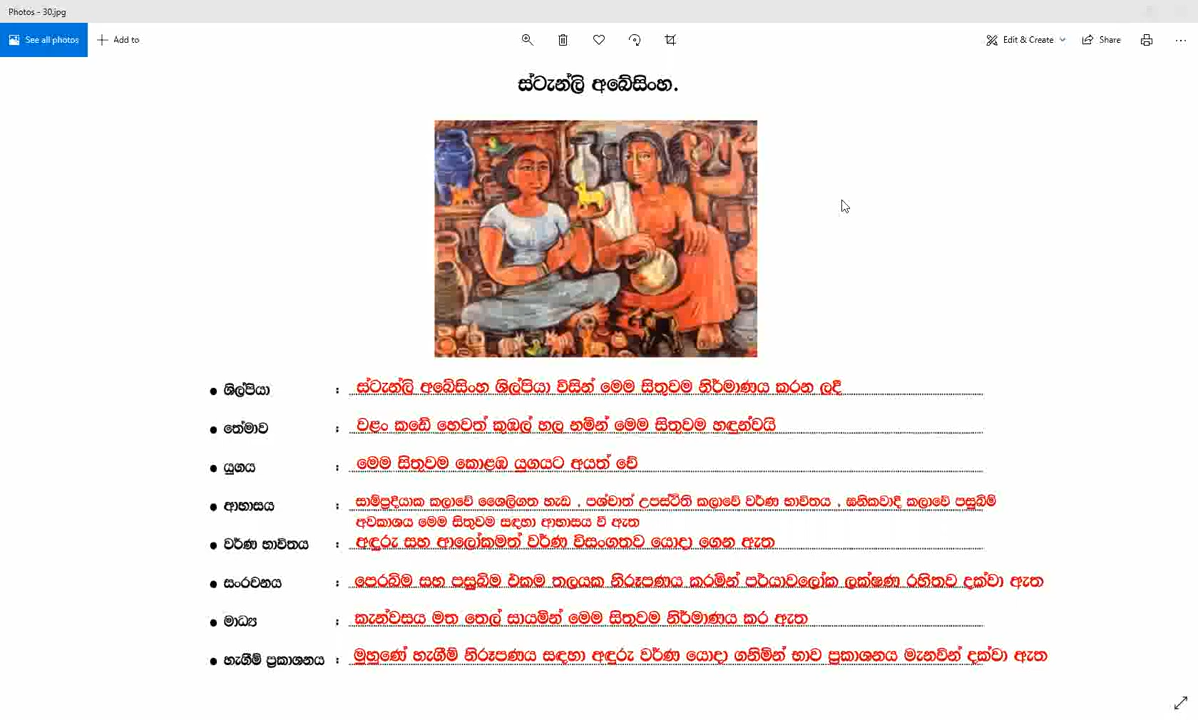 Photos - 30.jpg
See all photos
Add to
Edit & Create
Share
ස්ටැන්ලි අබේසිංහ.
● ශිල්පියා : ස්ටැන්ලි අබේසිංහ ශිල්පියා විසින් මෙම සිතුවම නිර්මාණය කරන ලදී
● තේමාව : වළං කඩේ හෙවත් කුඹල් හල නමින් මෙම සිතුවම හඳුන්වයි
● යුගය : මෙම සිතුවම කොළඹ යුගයට අයත් වේ
● ආභාසය : සාම්ප්‍රදියාක කලාවේ ශෛලිගත හැඩ , පශ්චාත් උපස්ථිති කලාවේ වර්ණ භාවිතය , ඝනිකවාදී කලාවේ පසුබිම්
අවකාශය මෙම සිතුවම සඳහා ආභාසය වී ඇත
● වර්ණ භාවිතය : අඳුරු සහ ආලෝකමත් වර්ණ විසංගතව යොදා ගෙන ඇත
● සංරචනය : පෙරබිම සහ පසුබිම එකම තලයක නිරූපණය කරමින් පර්යාවලෝක ලක්ෂණ රහිතව දක්වා ඇත
● මාධ්‍ය : කැන්වසය මත තෙල් සායමින් මෙම සිතුවම නිර්මාණය කර ඇත
● හැගීම් ප්‍රකාශනය : මුහුණේ හැගීම් නිරූපණය සඳහා අඳුරු වර්ණ යොදා ගනිමින් භාව ප්‍රකාශනය මැනවින් දක්වා ඇත